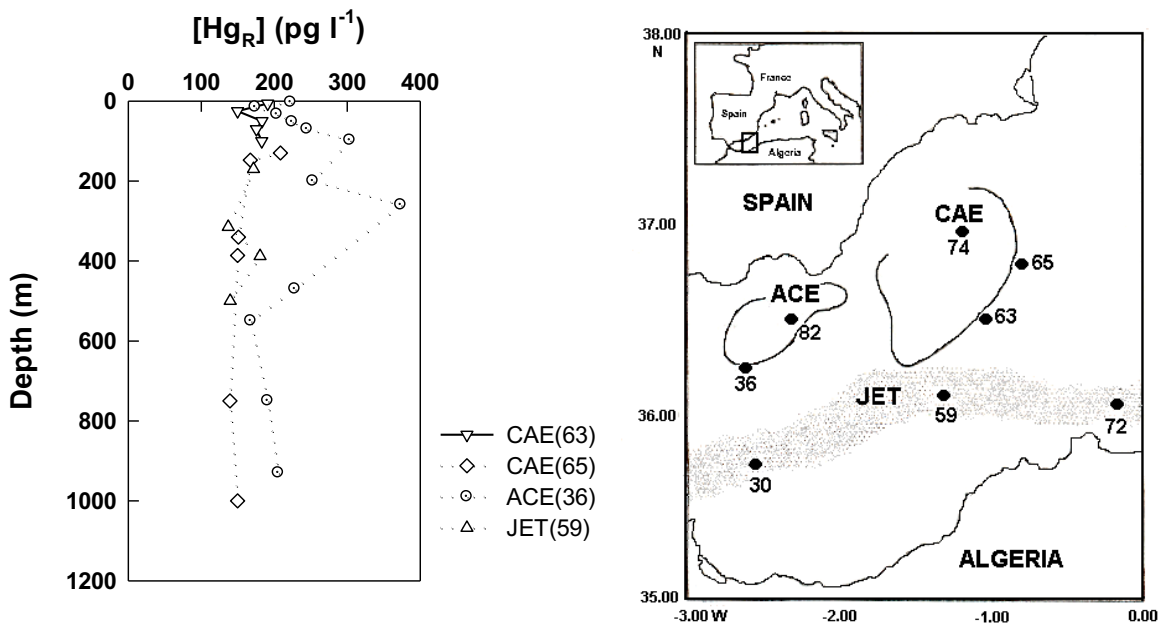 [Hg_R] (pg l^-1)
0 100 200 300 400
0
200
400
600
800
1000
1200
Depth (m)
CAE(63)
CAE(65)
ACE(36)
JET(59)
38.00
N
37.00
36.00
35.00
France
Spain
Algeria
SPAIN
CAE
74
65
ACE
82
63
36
JET
59
72
30
ALGERIA
-3.00 W -2.00 -1.00 0.00